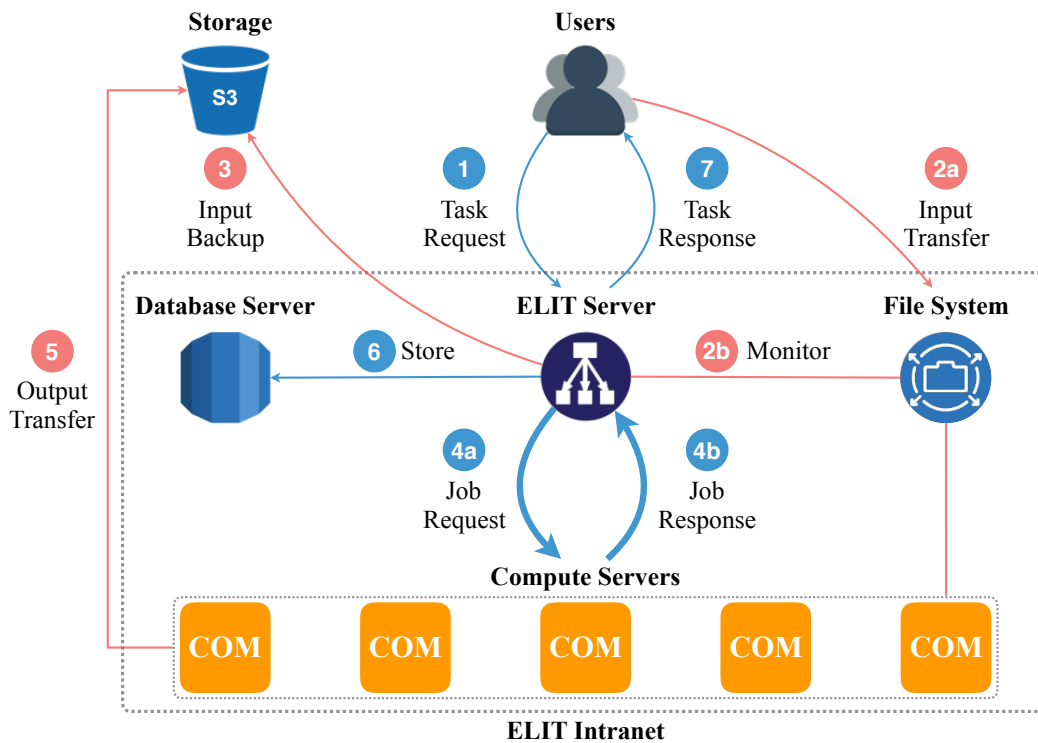 Storage
Users
S3
3
Input
Backup
1
Task
Request
7
Task
Response
2a
Input
Transfer
Database Server
ELIT Server
File System
5
Output
Transfer
6 Store
2b Monitor
4a
Job
Request
4b
Job
Response
Compute Servers
COM
COM
COM
COM
COM
ELIT Intranet